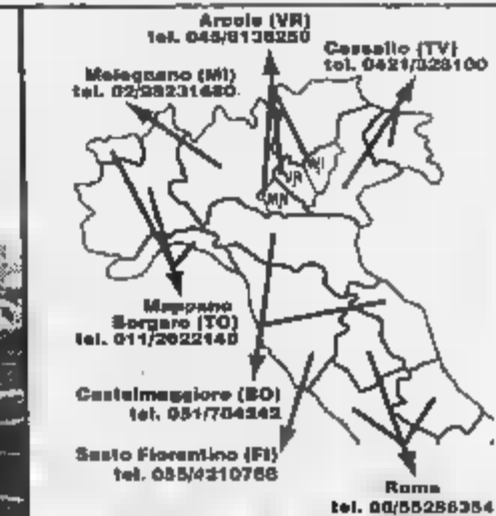 Arcole (VR)
tel. 045/6136250
Cessalto (TV)
tel. 0421/328100
Melegnano (MI)
tel. 02/98231480
VI
VR
MN
Mappano
Borgaro (TO)
tel. 011/2622140
Castelmaggiore (BO)
tel. 051/704242
Sesto Fiorentino (FI)
tel. 055/4210766
Roma
tel. 06/55286354